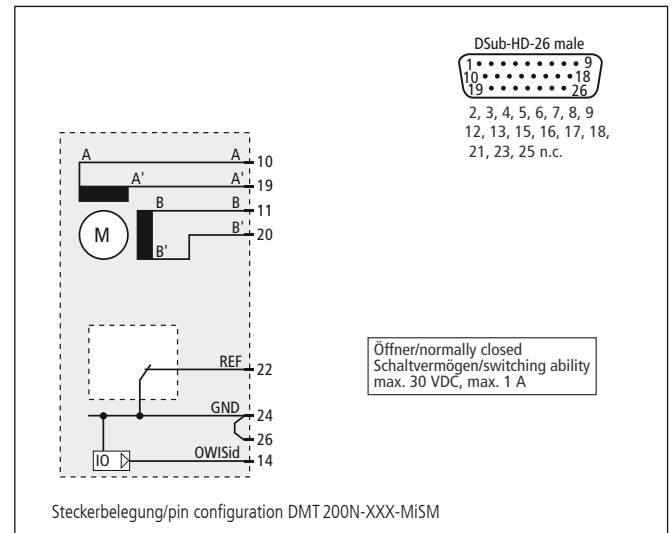 DSub-HD-26 male
1 9
10 18
19 26
2, 3, 4, 5, 6, 7, 8, 9
12, 13, 15, 16, 17, 18,
21, 23, 25 n.c.
A A 10
A' A' 19
B B 11
B' 20
M
B'
REF 22
Öffner/normally closed
Schaltvermögen/switching ability
max. 30 VDC, max. 1 A
GND 24
26
IO OWISid 14
Steckerbelegung/pin configuration DMT 200N-XXX-MiSM